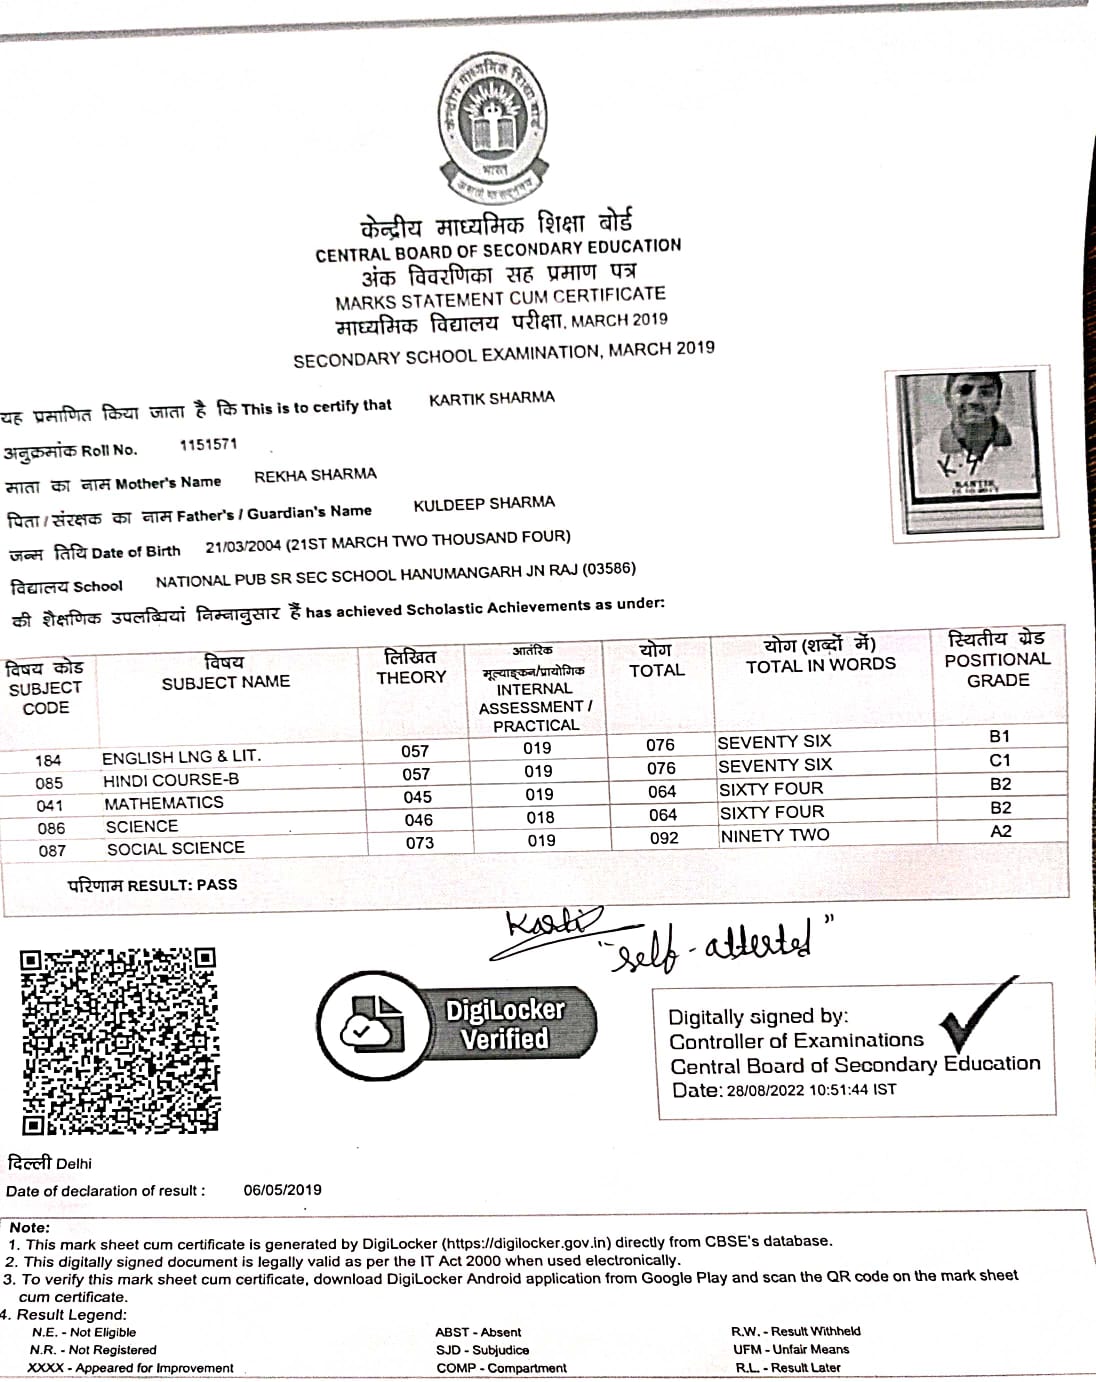 केन्द्रीय माध्यमिक शिक्षा बोर्ड
भारत
असतो मा सद्गमय
केन्द्रीय माध्यमिक शिक्षा बोर्ड
CENTRAL BOARD OF SECONDARY EDUCATION
अंक विवरणिका सह प्रमाण पत्र
MARKS STATEMENT CUM CERTIFICATE
माध्यमिक विद्यालय परीक्षा, MARCH 2019
SECONDARY SCHOOL EXAMINATION, MARCH 2019
यह प्रमाणित किया जाता है कि This is to certify that KARTIK SHARMA
अनुक्रमांक Roll No. 1151571
माता का नाम Mother's Name REKHA SHARMA
पिता / संरक्षक का नाम Father's / Guardian's Name KULDEEP SHARMA
जन्म तिथि Date of Birth 21/03/2004 (21ST MARCH TWO THOUSAND FOUR)
विद्यालय School NATIONAL PUB SR SEC SCHOOL HANUMANGARH JN RAJ (03586)
की शैक्षणिक उपलब्धियां निम्नानुसार हैं has achieved Scholastic Achievements as under:
K.S
KARTIK
विषय कोड SUBJECT CODE विषय SUBJECT NAME लिखित THEORY आतंरिक मूल्याङ्कन/प्रायोगिक INTERNAL ASSESSMENT / PRACTICAL योग TOTAL योग (शब्दों में) TOTAL IN WORDS स्थितीय ग्रेड POSITIONAL GRADE
184 ENGLISH LNG & LIT. 057 019 076 SEVENTY SIX B1
085 HINDI COURSE-B 057 019 076 SEVENTY SIX C1
041 MATHEMATICS 045 019 064 SIXTY FOUR B2
086 SCIENCE 046 018 064 SIXTY FOUR B2
087 SOCIAL SCIENCE 073 019 092 NINETY TWO A2
परिणाम RESULT: PASS
Kartik
"self-attested"
DigiLocker
Verified
Digitally signed by:
Controller of Examinations
Central Board of Secondary Education
Date: 28/08/2022 10:51:44 IST
दिल्ली Delhi
Date of declaration of result : 06/05/2019
Note:
1. This mark sheet cum certificate is generated by DigiLocker (https://digilocker.gov.in) directly from CBSE's database.
2. This digitally signed document is legally valid as per the IT Act 2000 when used electronically.
3. To verify this mark sheet cum certificate, download DigiLocker Android application from Google Play and scan the QR code on the mark sheet
cum certificate.
4. Result Legend:
N.E. - Not Eligible ABST - Absent R.W. - Result Withheld
N.R. - Not Registered SJD - Subjudice UFM - Unfair Means
XXXX - Appeared for Improvement COMP - Compartment R.L. - Result Later